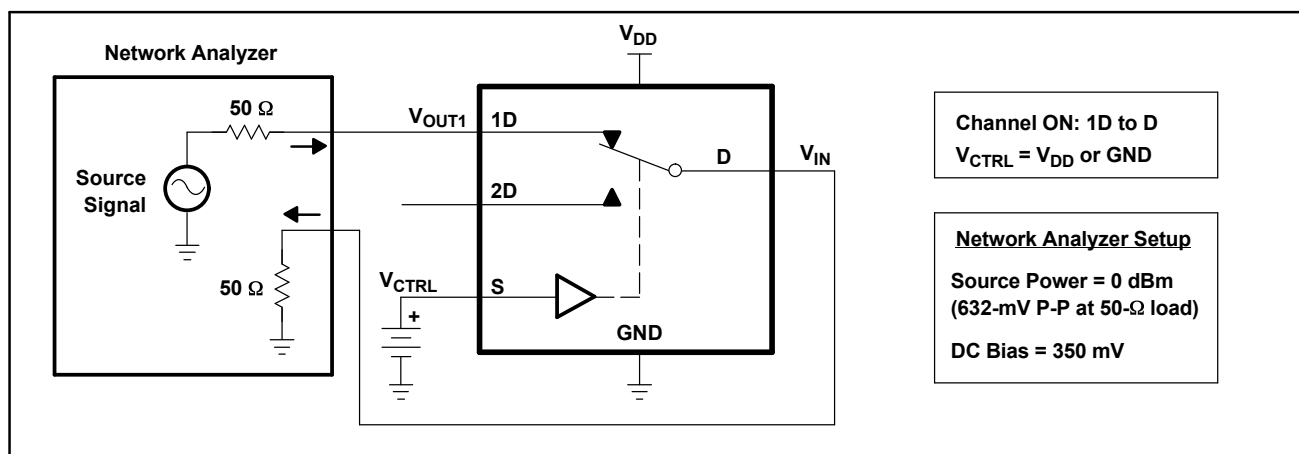 V_DD
Network Analyzer
50 Ω
V_OUT1
1D
D
V_IN
Source
Signal
2D
50 Ω
V_CTRL
S
+
GND
Channel ON: 1D to D
V_CTRL = V_DD or GND
Network Analyzer Setup
Source Power = 0 dBm
(632-mV P-P at 50-Ω load)
DC Bias = 350 mV